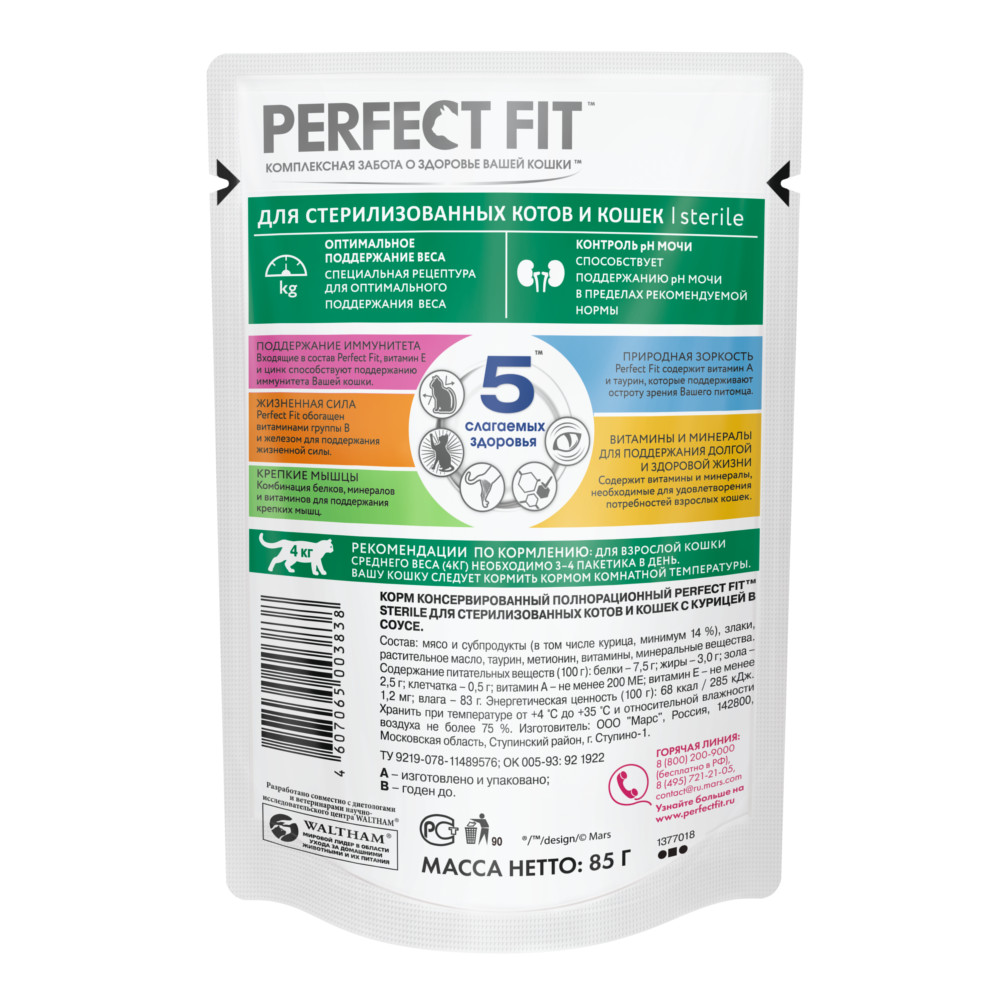 PERFECT FIT™
КОМПЛЕКСНАЯ ЗАБОТА О ЗДОРОВЬЕ ВАШЕЙ КОШКИ™
ДЛЯ СТЕРИЛИЗОВАННЫХ КОТОВ И КОШЕК | sterile
kg
ОПТИМАЛЬНОЕ
ПОДДЕРЖАНИЕ ВЕСА
СПЕЦИАЛЬНАЯ РЕЦЕПТУРА
ДЛЯ ОПТИМАЛЬНОГО
ПОДДЕРЖАНИЯ ВЕСА
КОНТРОЛЬ pH МОЧИ
СПОСОБСТВУЕТ
ПОДДЕРЖАНИЮ pH МОЧИ
В ПРЕДЕЛАХ РЕКОМЕНДУЕМОЙ
НОРМЫ
ПОДДЕРЖАНИЕ ИММУНИТЕТА
Входящие в состав Perfect Fit, витамин Е
и цинк способствуют поддержанию
иммунитета Вашей кошки.
ЖИЗНЕННАЯ СИЛА
Perfect Fit обогащен
витаминами группы В
и железом для поддержания
жизненной силы.
КРЕПКИЕ МЫШЦЫ
Комбинация белков, минералов
и витаминов для поддержания
крепких мышц.
5™
слагаемых
здоровья
ПРИРОДНАЯ ЗОРКОСТЬ
Perfect Fit содержит витамин А
и таурин, которые поддерживают
остроту зрения Вашего питомца.
ВИТАМИНЫ И МИНЕРАЛЫ
ДЛЯ ПОДДЕРЖАНИЯ ДОЛГОЙ
И ЗДОРОВОЙ ЖИЗНИ
Содержит витамины и минералы,
необходимые для удовлетворения
потребностей взрослых кошек.
4 кг
РЕКОМЕНДАЦИИ ПО КОРМЛЕНИЮ: ДЛЯ ВЗРОСЛОЙ КОШКИ
СРЕДНЕГО ВЕСА (4КГ) НЕОБХОДИМО 3–4 ПАКЕТИКА В ДЕНЬ.
ВАШУ КОШКУ СЛЕДУЕТ КОРМИТЬ КОРМОМ КОМНАТНОЙ ТЕМПЕРАТУРЫ.
КОРМ КОНСЕРВИРОВАННЫЙ ПОЛНОРАЦИОННЫЙ PERFECT FIT™
STERILE ДЛЯ СТЕРИЛИЗОВАННЫХ КОТОВ И КОШЕК С КУРИЦЕЙ В
СОУСЕ.
Состав: мясо и субпродукты (в том числе курица, минимум 14 %), злаки,
растительное масло, таурин, метионин, витамины, минеральные вещества.
Содержание питательных веществ (100 г): белки – 7,5 г; жиры – 3,0 г; зола –
2,5 г; клетчатка – 0,5 г; витамин А – не менее 200 МЕ; витамин Е – не менее
1,2 мг; влага – 83 г. Энергетическая ценность (100 г): 68 ккал / 285 кДж.
Хранить при температуре от +4 °С до +35 °С и относительной влажности
воздуха не более 75 %. Изготовитель: ООО "Марс", Россия, 142800,
Московская область, Ступинский район, г. Ступино-1.
ТУ 9219-078-11489576; ОК 005-93: 92 1922
А – изготовлено и упаковано;
В – годен до.
4 607065 003838
ГОРЯЧАЯ ЛИНИЯ:
8 (800) 200-9000
(бесплатно в РФ),
8 (495) 721-21-05,
contact@ru.mars.com
Узнайте больше на
www.perfectfit.ru
Разработано совместно с диетологами
и ветеринарами научно-
исследовательского центра WALTHAM®
WALTHAM®
МИРОВОЙ ЛИДЕР В ОБЛАСТИ
УХОДА ЗА ДОМАШНИМИ
ЖИВОТНЫМИ И ИХ ПИТАНИЯ
РСТ
90
®/™/design/© Mars
1377018
МАССА НЕТТО: 85 Г